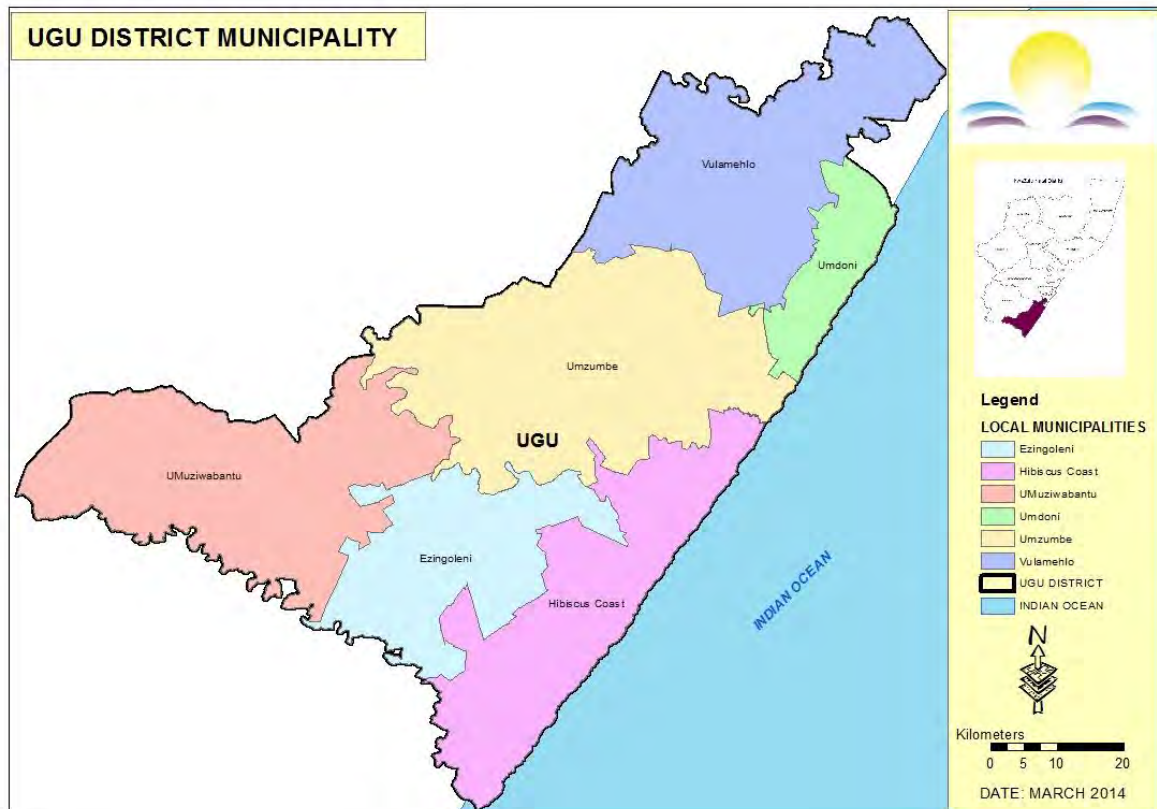 UGU DISTRICT MUNICIPALITY
Vulamehlo
Umdoni
Umzumbe
UGU
UMuziwabantu
Ezingoleni
Hibiscus Coast
INDIAN OCEAN
Legend
LOCAL MUNICIPALITIES
Ezingoleni
Hibiscus Coast
UMuziwabantu
Umdoni
Umzumbe
Vulamehlo
UGU DISTRICT
INDIAN OCEAN
N
Kilometers
0 5 10 20
DATE: MARCH 2014